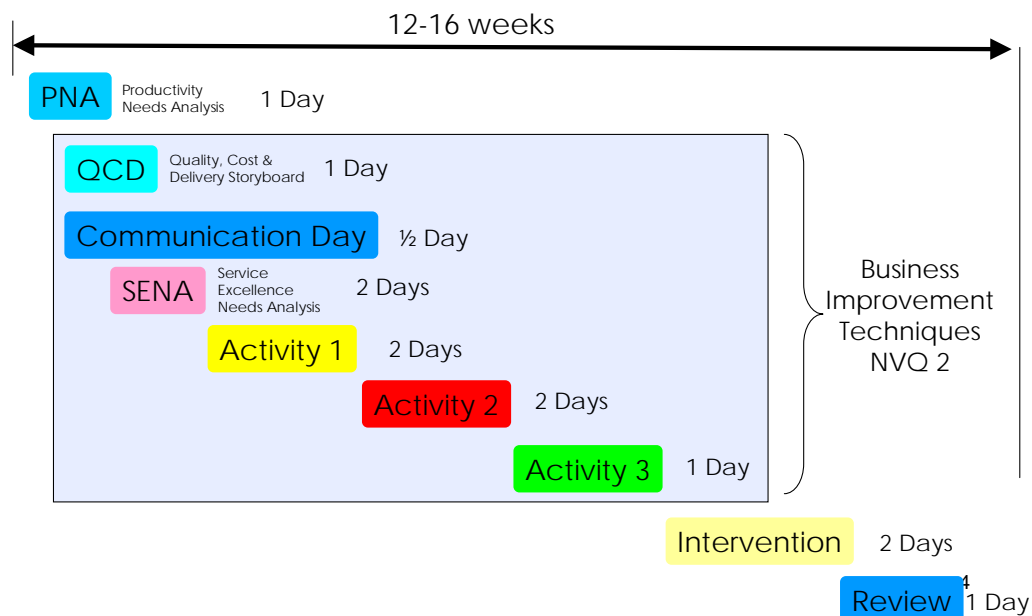 12-16 weeks
PNA
Productivity
Needs Analysis
1 Day
QCD
Quality, Cost &
Delivery Storyboard
1 Day
Communication Day
½ Day
SENA
Service
Excellence
Needs Analysis
2 Days
Activity 1
2 Days
Activity 2
2 Days
Activity 3
1 Day
Business
Improvement
Techniques
NVQ 2
Intervention
2 Days
4
Review
1 Day